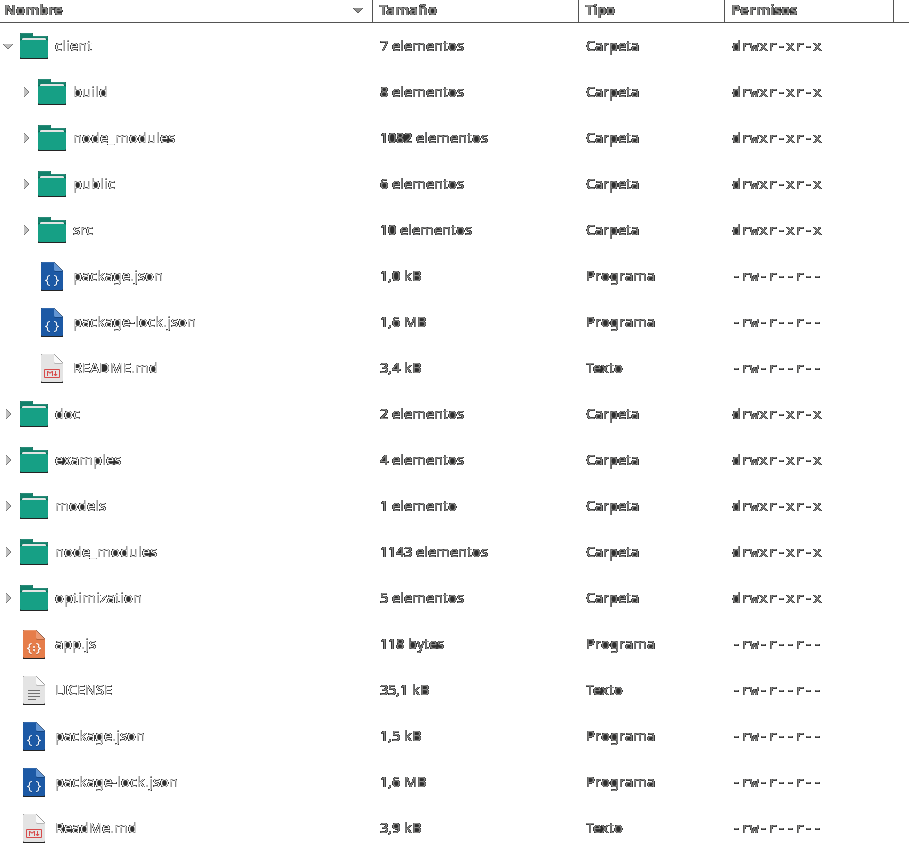 Nombre Tamaño Tipo Permisos
client 7 elementos Carpeta drwxr-xr-x
build 8 elementos Carpeta drwxr-xr-x
node_modules 1082 elementos Carpeta drwxr-xr-x
public 6 elementos Carpeta drwxr-xr-x
src 10 elementos Carpeta drwxr-xr-x
package.json 1,0 kB Programa -rw-r--r--
package-lock.json 1,6 MB Programa -rw-r--r--
README.md 3,4 kB Texto -rw-r--r--
doc 2 elementos Carpeta drwxr-xr-x
examples 4 elementos Carpeta drwxr-xr-x
models 1 elemento Carpeta drwxr-xr-x
node_modules 1143 elementos Carpeta drwxr-xr-x
optimization 5 elementos Carpeta drwxr-xr-x
app.js 118 bytes Programa -rw-r--r--
LICENSE 35,1 kB Texto -rw-r--r--
package.json 1,5 kB Programa -rw-r--r--
package-lock.json 1,6 MB Programa -rw-r--r--
ReadMe.md 3,9 kB Texto -rw-r--r--